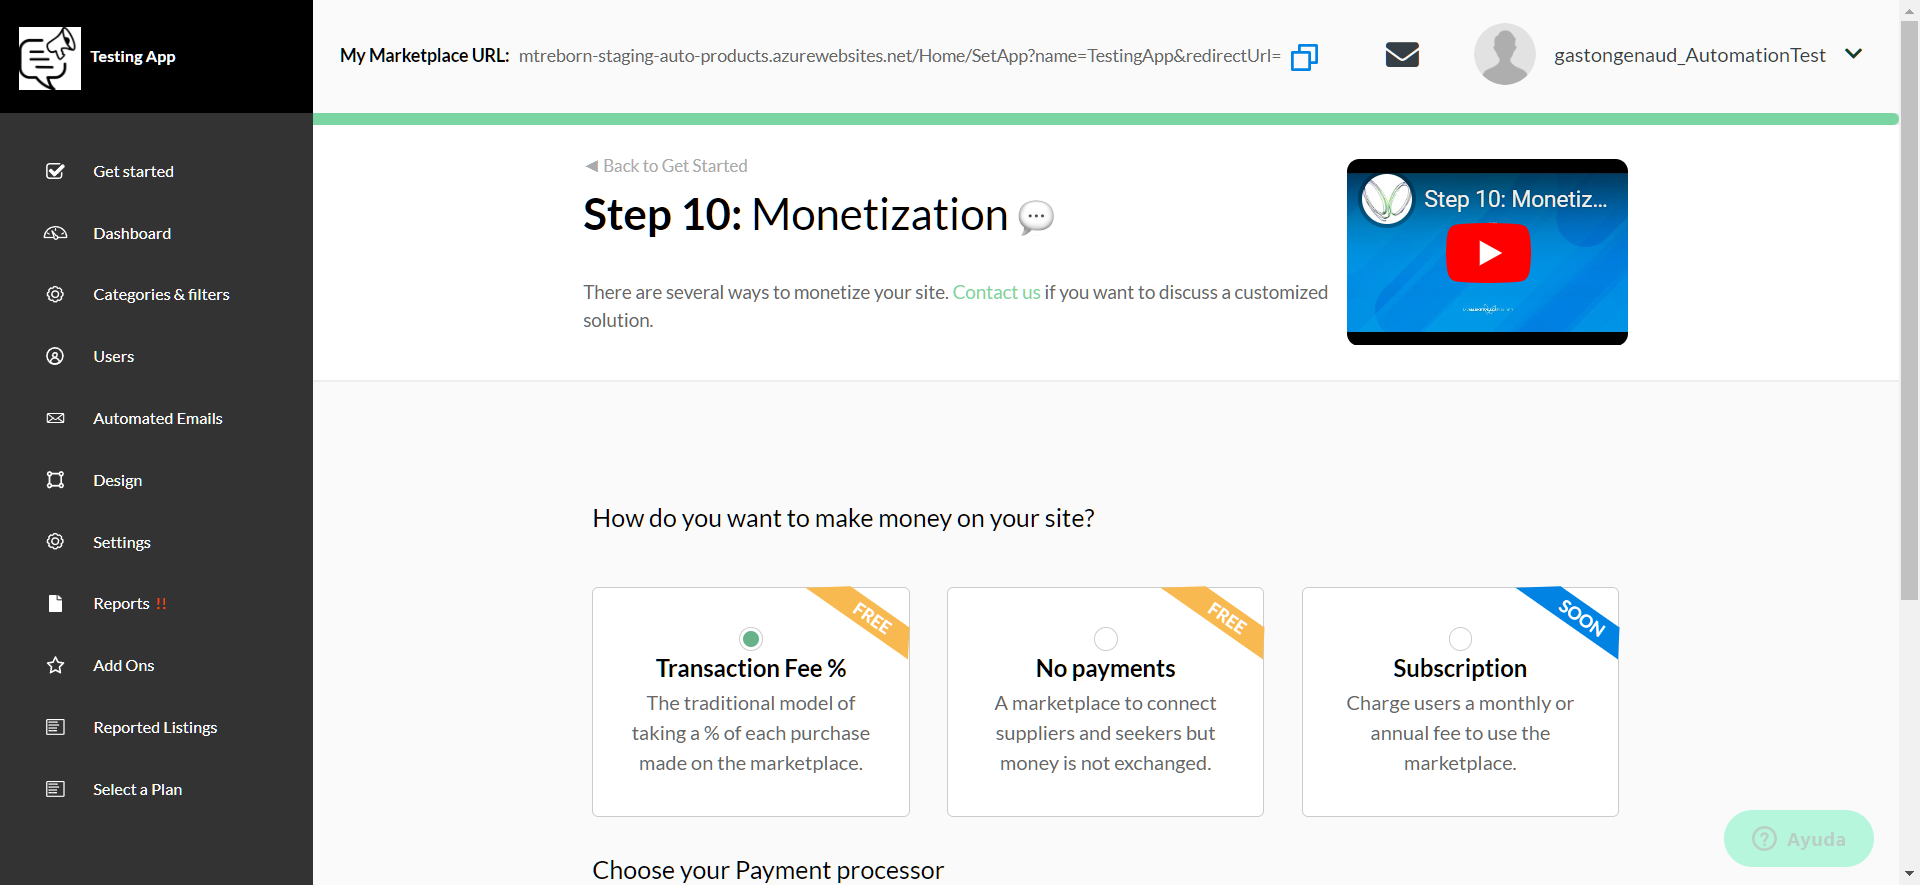 Testing App
My Marketplace URL: mtreborn-staging-auto-products.azurewebsites.net/Home/SetApp?name=TestingApp&redirectUrl=
gastongenaud_AutomationTest
Get started
Dashboard
Categories & filters
Users
Automated Emails
Design
Settings
Reports !!
Add Ons
Reported Listings
Select a Plan
◄ Back to Get Started
Step 10: Monetization
There are several ways to monetize your site. Contact us if you want to discuss a customized
solution.
Step 10: Monetiz...
How do you want to make money on your site?
FREE
Transaction Fee %
The traditional model of
taking a % of each purchase
made on the marketplace.
FREE
No payments
A marketplace to connect
suppliers and seekers but
money is not exchanged.
SOON
Subscription
Charge users a monthly or
annual fee to use the
marketplace.
Choose your Payment processor
Ayuda